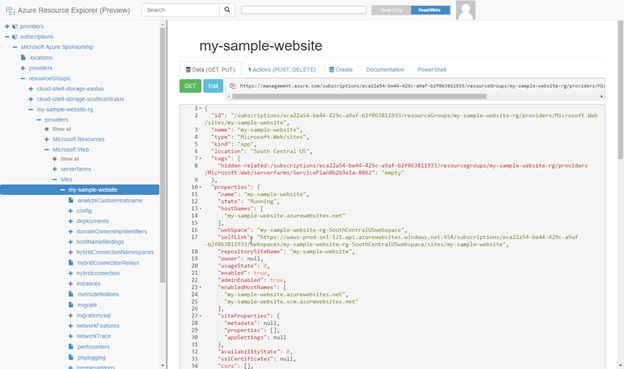 Azure Resource Explorer (Preview)
Search
Read Only
Read/Write
providers
subscriptions
Microsoft Azure Sponsorship
locations
providers
resourceGroups
cloud-shell-storage-eastus
cloud-shell-storage-southcentralus
my-sample-website-rg
providers
Show all
Microsoft.Resources
Microsoft.Web
Show all
serverfarms
sites
my-sample-website
analyzeCustomHostname
config
deployments
domainOwnershipIdentifiers
hostNameBindings
hybridConnectionNamespaces
hybridConnectionRelays
hybridconnection
instances
metricdefinitions
migrate
migratemysql
networkFeatures
networkTrace
perfcounters
phplogging
premieraddons
my-sample-website
Data (GET, PUT)
Actions (POST, DELETE)
Create
Documentation
PowerShell
GET
Edit
https://management.azure.com/subscriptions/eca22a54-be44-429c-a9af-b2f063811933/resourceGroups/my-sample-website-rg/providers/Mi
1 {
2 "id": "/subscriptions/eca22a54-be44-429c-a9af-b2f063811933/resourceGroups/my-sample-website-rg/providers/Microsoft.Web
/sites/my-sample-website",
3 "name": "my-sample-website",
4 "type": "Microsoft.Web/sites",
5 "kind": "app",
6 "location": "South Central US",
7 "tags": {
8 "hidden-related:/subscriptions/eca22a54-be44-429c-a9af-b2f063811933/resourcegroups/my-sample-website-rg/providers
/Microsoft.Web/serverfarms/ServicePlan8b2b9a1a-8862": "empty"
9 },
10 "properties": {
11 "name": "my-sample-website",
12 "state": "Running",
13 "hostNames": [
14 "my-sample-website.azurewebsites.net"
15 ],
16 "webSpace": "my-sample-website-rg-SouthCentralUSwebspace",
17 "selfLink": "https://waws-prod-sn1-121.api.azurewebsites.windows.net:454/subscriptions/eca22a54-be44-429c-a9af
-b2f063811933/webspaces/my-sample-website-rg-SouthCentralUSwebspace/sites/my-sample-website",
18 "repositorySiteName": "my-sample-website",
19 "owner": null,
20 "usageState": 0,
21 "enabled": true,
22 "adminEnabled": true,
23 "enabledHostNames": [
24 "my-sample-website.azurewebsites.net",
25 "my-sample-website.scm.azurewebsites.net"
26 ],
27 "siteProperties": {
28 "metadata": null,
29 "properties": [],
30 "appSettings": null
31 },
32 "availabilityState": 0,
33 "sslCertificates": null,
34 "csrs": [],